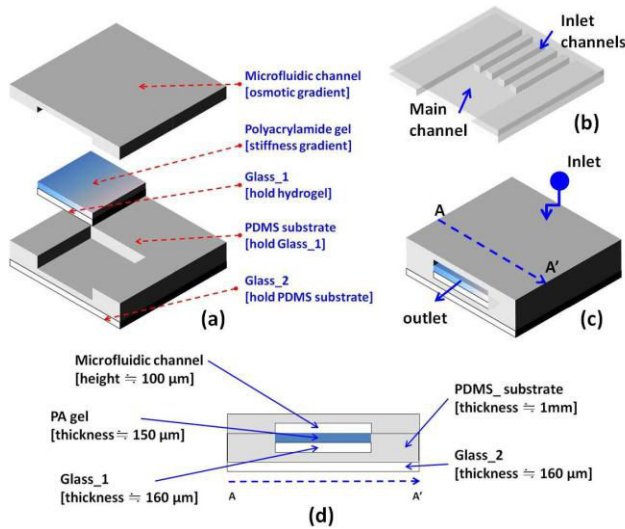 Microfluidic channel
[osmotic gradient]
Polyacrylamide gel
[stiffness gradient]
Glass_1
[hold hydrogel]
PDMS substrate
[hold Glass_1]
Glass_2
[hold PDMS substrate]
(a)
Inlet
channels
Main
channel
(b)
Inlet
A
A'
outlet
(c)
Microfluidic channel
[height ≒ 100 µm]
PA gel
[thickness ≒ 150 µm]
Glass_1
[thickness ≒ 160 µm]
PDMS_ substrate
[thickness ≒ 1mm]
Glass_2
[thickness ≒ 160 µm]
A
A'
(d)